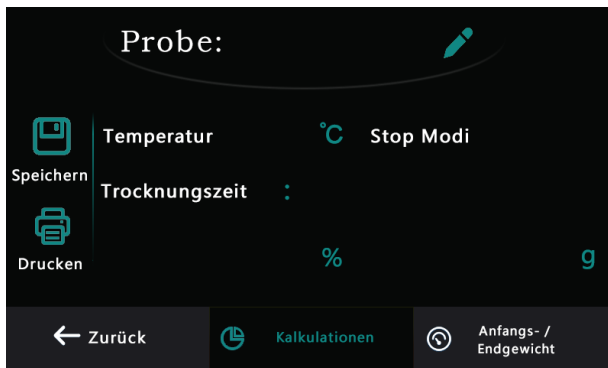 Probe:
Temperatur °C Stop Modi
Speichern
Trocknungszeit :
Drucken
% g
Zurück
Kalkulationen
Anfangs- /
Endgewicht